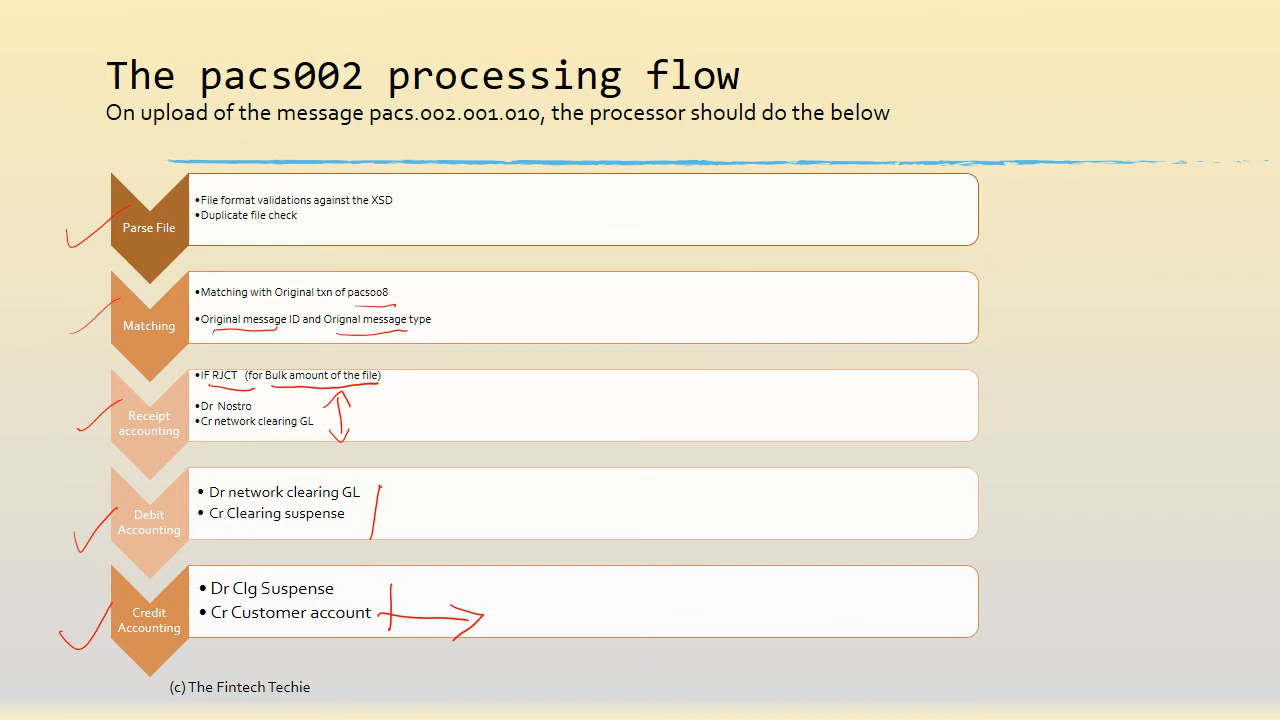 The pacs002 processing flow
On upload of the message pacs.002.001.010, the processor should do the below
Parse File
•File format validations against the XSD
•Duplicate file check
Matching
•Matching with Original txn of pacs008
•Original message ID and Orignal message type
Receipt
accounting
•IF RJCT (for Bulk amount of the file)
•Dr Nostro
•Cr network clearing GL
Debit
Accounting
• Dr network clearing GL
• Cr Clearing suspense
Credit
Accounting
• Dr Clg Suspense
• Cr Customer account
(c) The Fintech Techie